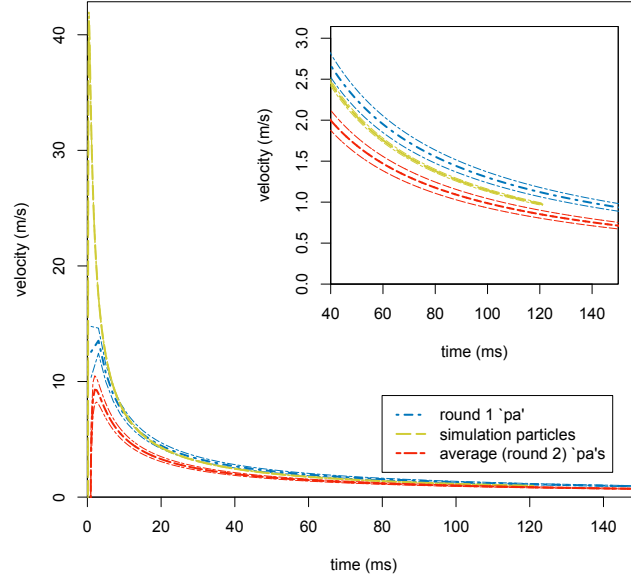 velocity (m/s)
40
30
20
10
0
0 20 40 60 80 100 120 140
time (ms)
velocity (m/s)
3.0
2.5
2.0
1.5
1.0
0.5
0.0
40 60 80 100 120 140
time (ms)
round 1 `pa'
simulation particles
average (round 2) `pa's